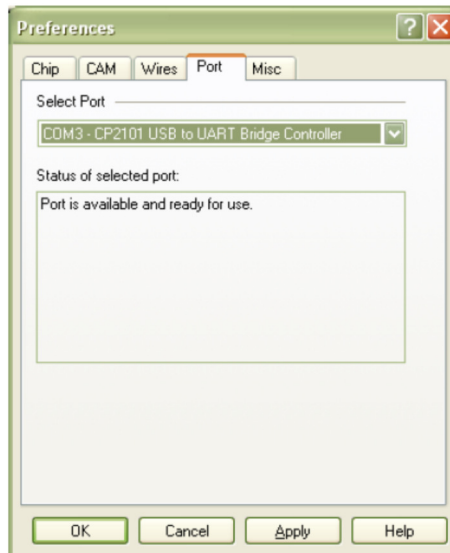 Preferences
Chip CAM Wires Port Misc
Select Port
COM3 - CP2101 USB to UART Bridge Controller
Status of selected port:
Port is available and ready for use.
OK Cancel Apply Help